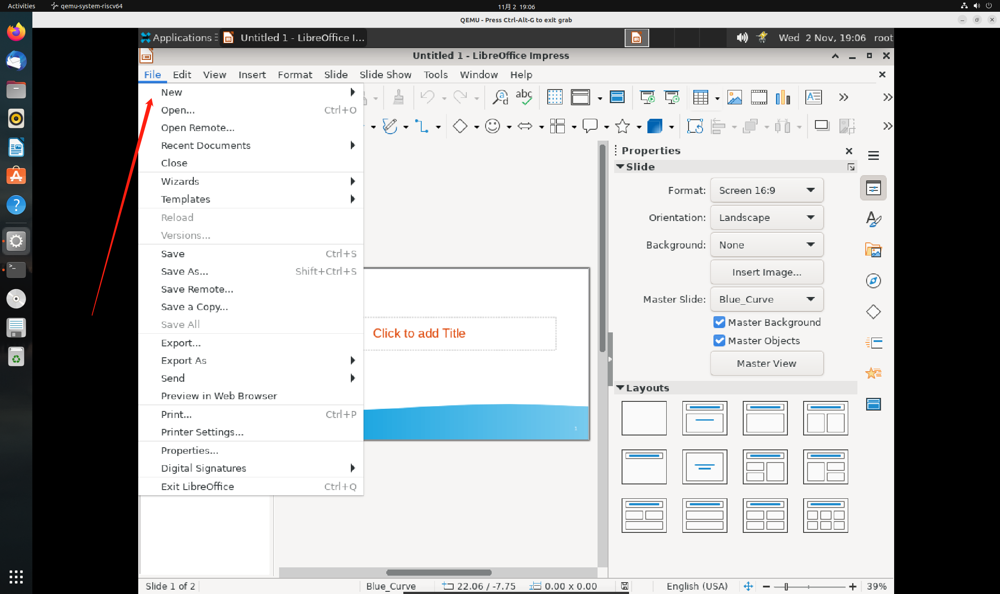 Activities qemu-system-riscv64 11月 2 19:06
QEMU - Press Ctrl-Alt-G to exit grab
Applications Untitled 1 - LibreOffice I... Wed 2 Nov, 19:06 root
Untitled 1 - LibreOffice Impress
File Edit View Insert Format Slide Slide Show Tools Window Help
New
Open... Ctrl+O
Open Remote...
Recent Documents
Close
Wizards
Templates
Reload
Versions...
Save Ctrl+S
Save As... Shift+Ctrl+S
Save Remote...
Save a Copy...
Save All
Export...
Export As
Send
Preview in Web Browser
Print... Ctrl+P
Printer Settings...
Properties...
Digital Signatures
Exit LibreOffice Ctrl+Q
abc
Click to add Title
1
Properties
Slide
Format: Screen 16:9
Orientation: Landscape
Background: None
Insert Image...
Master Slide: Blue_Curve
Master Background
Master Objects
Master View
Layouts
Slide 1 of 2 Blue_Curve 22.06 / -7.75 0.00 x 0.00 English (USA) 39%